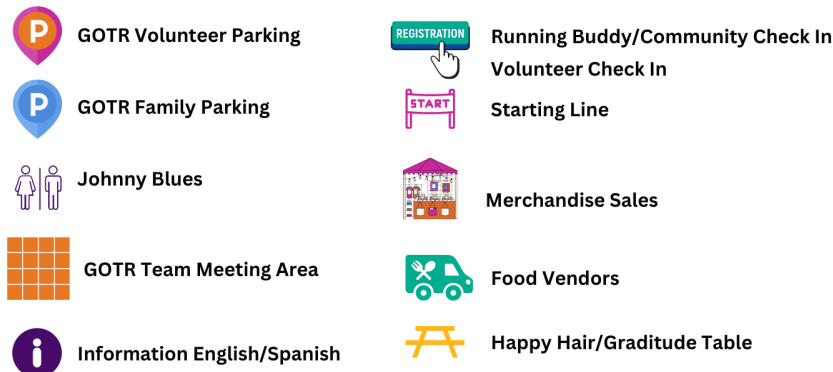 P GOTR Volunteer Parking
P GOTR Family Parking
Johnny Blues
GOTR Team Meeting Area
i Information English/Spanish
REGISTRATION Running Buddy/Community Check In
Volunteer Check In
START Starting Line
Merchandise Sales
Food Vendors
Happy Hair/Graditude Table